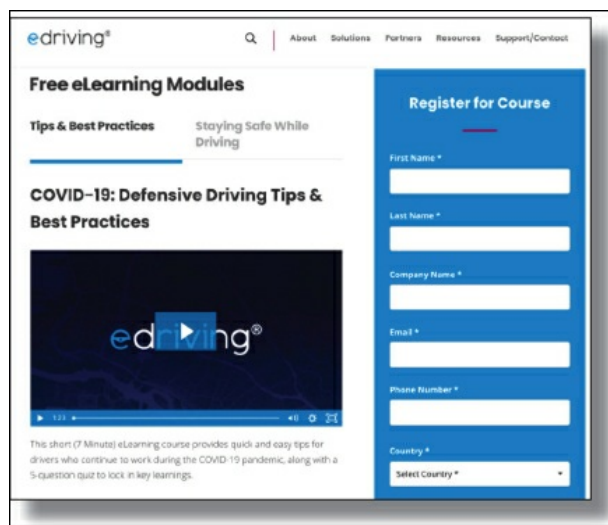 edriving®
About Solutions Partners Resources Support/Contact
Free eLearning Modules
Tips & Best Practices
Staying Safe While
Driving
COVID-19: Defensive Driving Tips &
Best Practices
edriving®
1:23
This short (7 Minute) eLearning course provides quick and easy tips for
drivers who continue to work during the COVID-19 pandemic, along with a
5-question quiz to lock in key learnings.
Register for Course
First Name *
Last Name *
Company Name *
Email *
Phone Number *
Country *
Select Country *